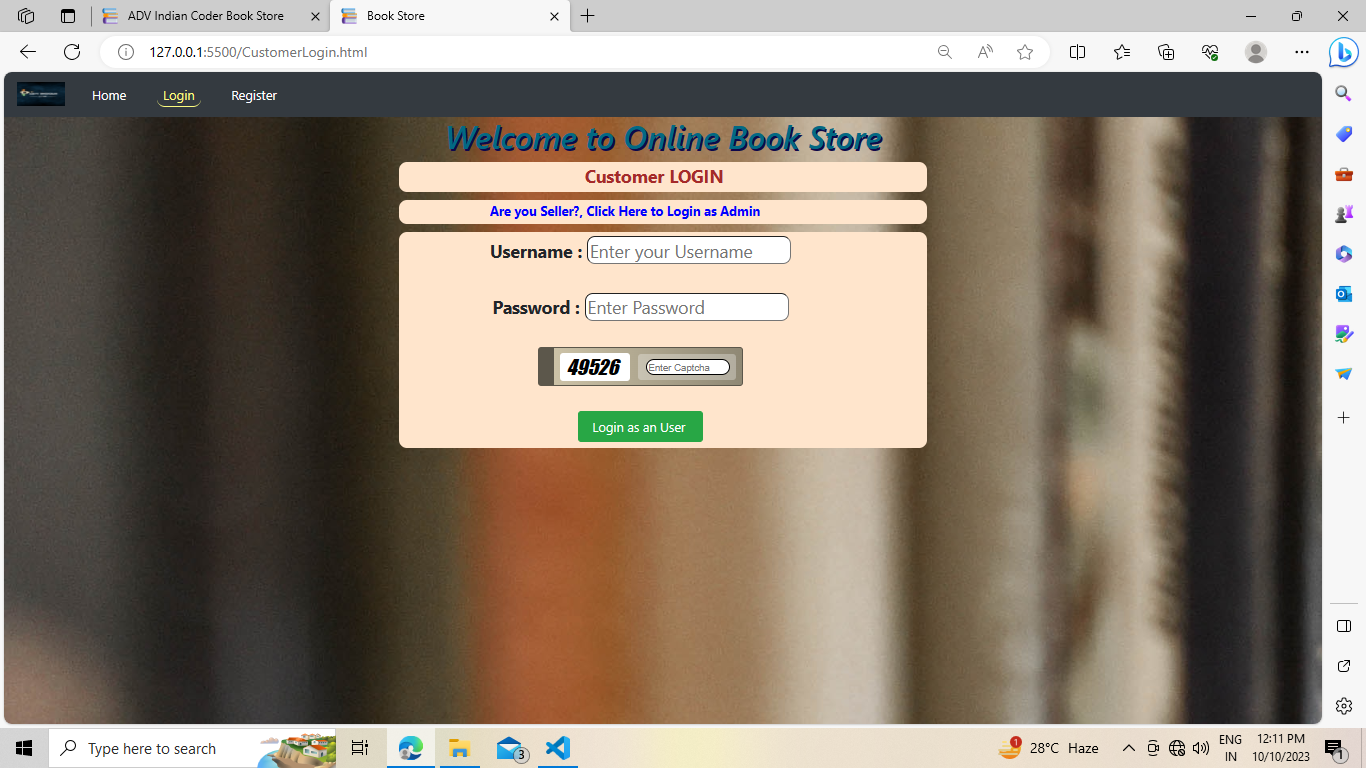 ADV Indian Coder Book Store
Book Store
127.0.0.1:5500/CustomerLogin.html
Home Login Register
Welcome to Online Book Store
Customer LOGIN
Are you Seller?, Click Here to Login as Admin
Username : Enter your Username
Password : Enter Password
49526 Enter Captcha
Login as an User
Type here to search
3
1
28°C Haze
ENG
IN
12:11 PM
10/10/2023
1